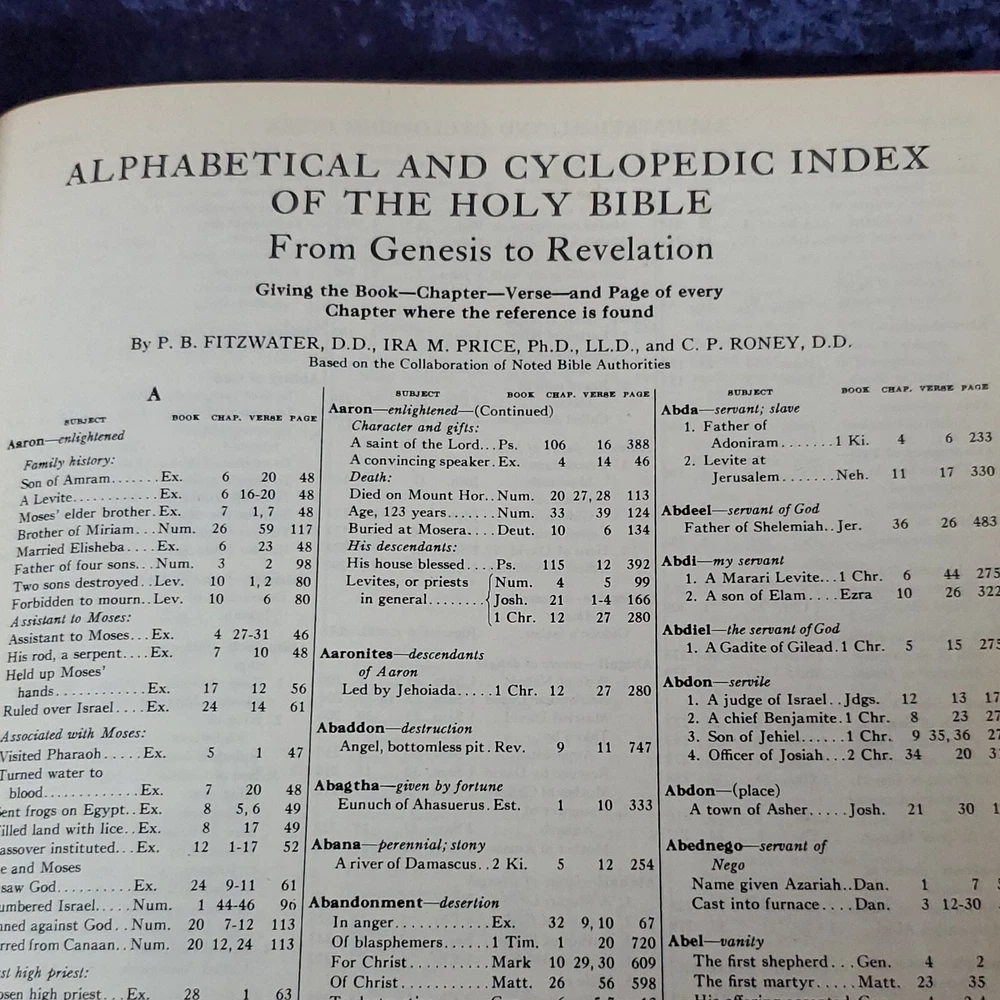 ALPHABETICAL AND CYCLOPEDIC INDEX
OF THE HOLY BIBLE
From Genesis to Revelation
Giving the Book—Chapter—Verse—and Page of every
Chapter where the reference is found
By P. B. FITZWATER, D.D., IRA M. PRICE, Ph.D., LL.D., and C. P. RONEY, D.D.
Based on the Collaboration of Noted Bible Authorities
A
SUBJECT BOOK CHAP. VERSE PAGE
Aaron—enlightened
Family history:
Son of Amram.......Ex. 6 20 48
A Levite............Ex. 6 16-20 48
Moses' elder brother.Ex. 7 1, 7 48
Brother of Miriam...Num. 26 59 117
Married Elisheba....Ex. 6 23 48
Father of four sons...Num. 3 2 98
Two sons destroyed..Lev. 10 1, 2 80
Forbidden to mourn..Lev. 10 6 80
Assistant to Moses:
Assistant to Moses...Ex. 4 27-31 46
His rod, a serpent....Ex. 7 10 48
Held up Moses'
hands............Ex. 17 12 56
Ruled over Israel....Ex. 24 14 61
Associated with Moses:
Visited Pharaoh.....Ex. 5 1 47
Turned water to
blood............Ex. 7 20 48
ent frogs on Egypt..Ex. 8 5, 6 49
illed land with lice..Ex. 8 17 49
assover instituted...Ex. 12 1-17 52
e and Moses
saw God..........Ex. 24 9-11 61
umbered Israel.....Num. 1 44-46 96
nned against God..Num. 20 7-12 113
rred from Canaan..Num. 20 12, 24 113
st high priest:
osen high priest...Ex. 28 1 63
SUBJECT BOOK CHAP. VERSE PAGE
Aaron—enlightened—(Continued)
Character and gifts:
A saint of the Lord...Ps. 106 16 388
A convincing speaker.Ex. 4 14 46
Death:
Died on Mount Hor..Num. 20 27, 28 113
Age, 123 years.......Num. 33 39 124
Buried at Mosera....Deut. 10 6 134
His descendants:
His house blessed....Ps. 115 12 392
Levites, or priests Num. 4 5 99
in general........Josh. 21 1-4 166
1 Chr. 12 27 280
Aaronites—descendants
of Aaron
Led by Jehoiada.....1 Chr. 12 27 280
Abaddon—destruction
Angel, bottomless pit.Rev. 9 11 747
Abagtha—given by fortune
Eunuch of Ahasuerus.Est. 1 10 333
Abana—perennial; stony
A river of Damascus..2 Ki. 5 12 254
Abandonment—desertion
In anger............Ex. 32 9, 10 67
Of blasphemers......1 Tim. 1 20 720
For Christ..........Mark 10 29, 30 609
Of Christ...........Matt. 26 56 598
SUBJECT BOOK CHAP. VERSE PAGE
Abda—servant; slave
1. Father of
Adoniram.......1 Ki. 4 6 233
2. Levite at
Jerusalem.......Neh. 11 17 330
Abdeel—servant of God
Father of Shelemiah..Jer. 36 26 483
Abdi—my servant
1. A Marari Levite...1 Chr. 6 44 275
2. A son of Elam....Ezra 10 26 322
Abdiel—the servant of God
1. A Gadite of Gilead.1 Chr. 5 15 275
Abdon—servile
1. A judge of Israel..Jdgs. 12 13 17
2. A chief Benjamite.1 Chr. 8 23 27
3. Son of Jehiel......1 Chr. 9 35, 36 27
4. Officer of Josiah...2 Chr. 34 20 3
Abdon—(place)
A town of Asher.....Josh. 21 30 1
Abednego—servant of
Nego
Name given Azariah..Dan. 1 7
Cast into furnace....Dan. 3 12-30
Abel—vanity
The first shepherd...Gen. 4 2
The first martyr.....Matt. 23 35